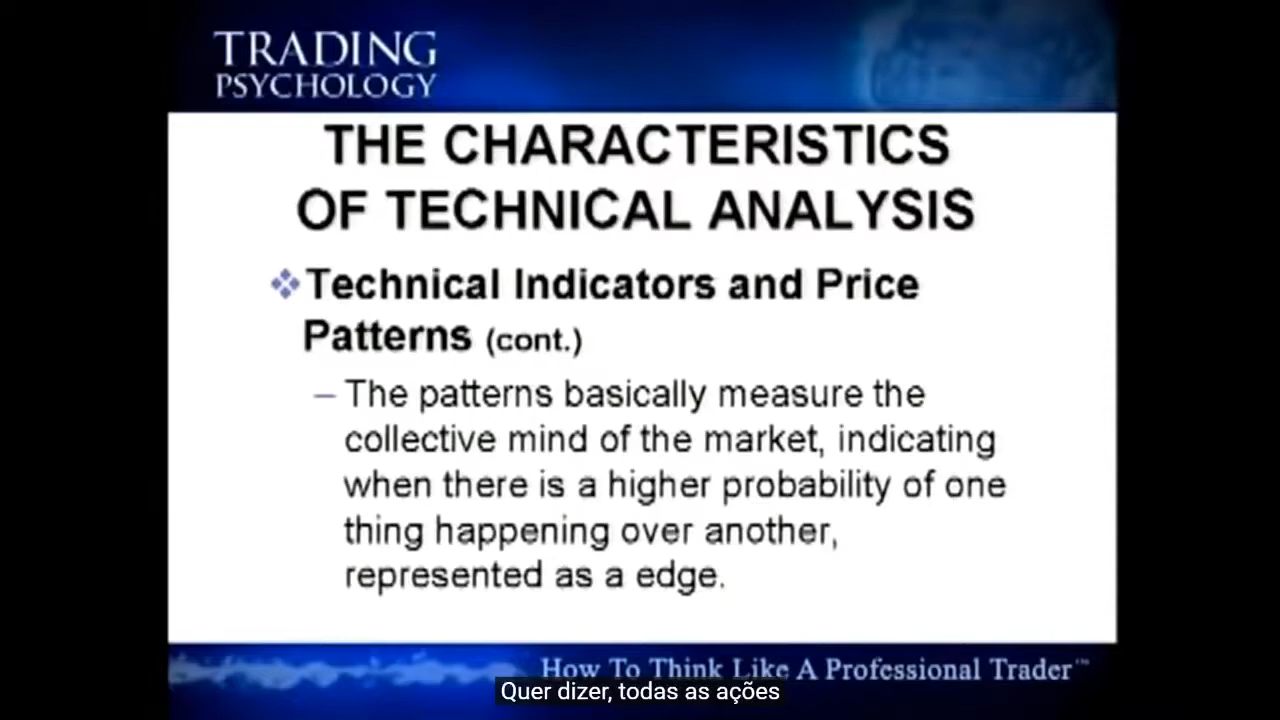 TRADING
PSYCHOLOGY
THE CHARACTERISTICS
OF TECHNICAL ANALYSIS
Technical Indicators and Price
Patterns (cont.)
– The patterns basically measure the
collective mind of the market, indicating
when there is a higher probability of one
thing happening over another,
represented as a edge.
How To Think Like A Professional Trader™
Quer dizer, todas as ações